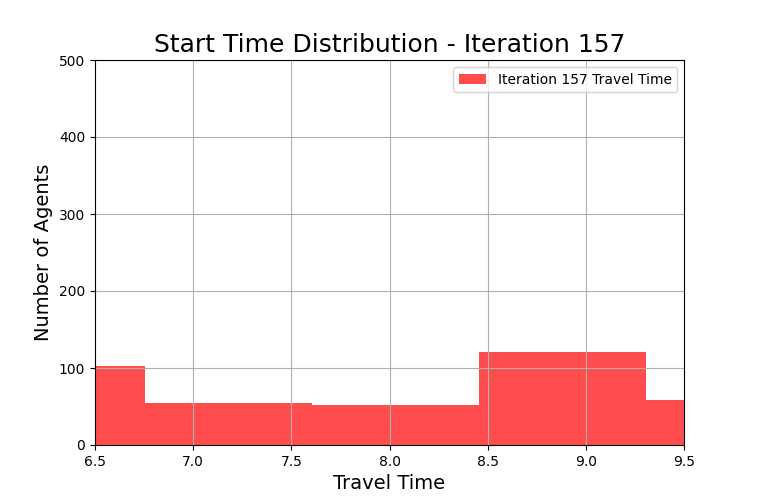 Start Time Distribution - Iteration 157
Iteration 157 Travel Time
Number of Agents
500
400
300
200
100
0
6.5 7.0 7.5 8.0 8.5 9.0 9.5
Travel Time